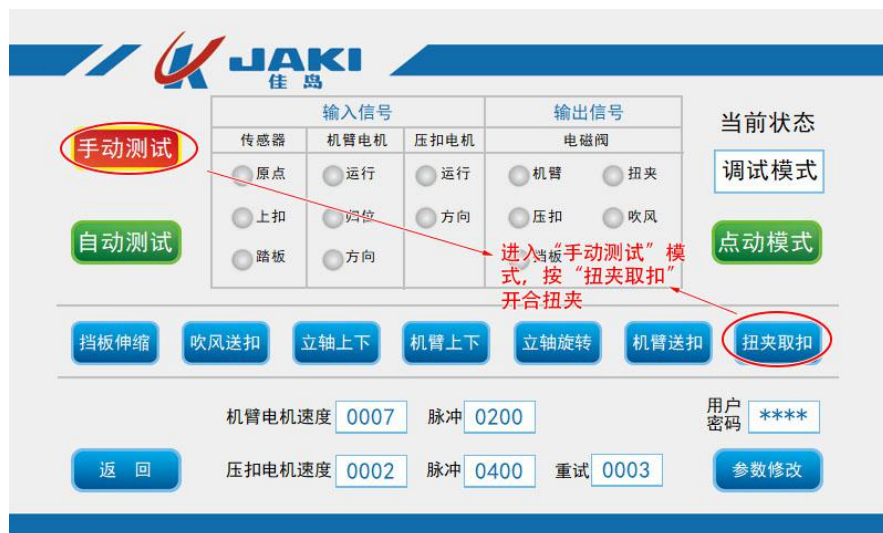 JAKI
佳岛
输入信号 输出信号
当前状态
手动测试
传感器 机臂电机 压扣电机 电磁阀
调试模式
原点 运行 运行 机臂 扭夹
上扣 归位 方向 压扣 吹风
自动测试
点动模式
踏板 方向 挡板
进入“手动测试”模
式，按“扭夹取扣”
开合扭夹
挡板伸缩 吹风送扣 立轴上下 机臂上下 立轴旋转 机臂送扣 扭夹取扣
机臂电机速度 0007 脉冲 0200
用户
密码 ****
返 回 压扣电机速度 0002 脉冲 0400 重试 0003 参数修改